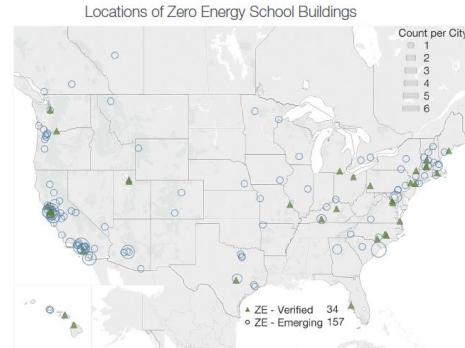 Locations of Zero Energy School Buildings
Count per City
1
2
3
4
5
6
ZE - Verified 34
ZE - Emerging 157